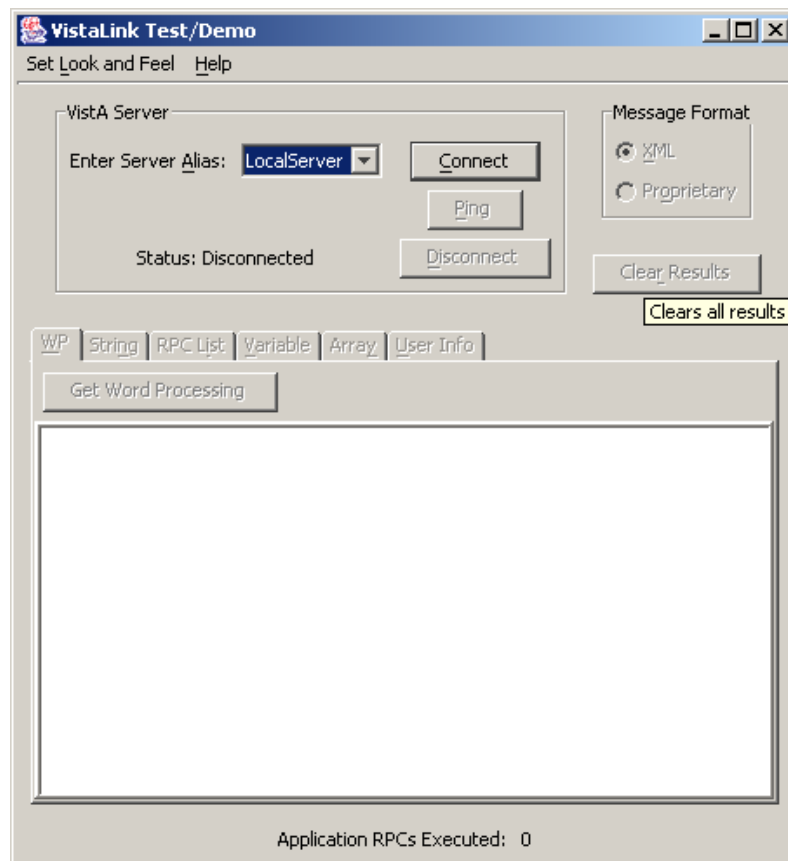 VistaLink Test/Demo
Set Look and Feel Help
VistA Server
Message Format
Enter Server Alias: LocalServer Connect
XML
Ping
Proprietary
Status: Disconnected Disconnect
Clear Results
Clears all results
WP String RPC List Variable Array User Info
Get Word Processing
Application RPCs Executed: 0